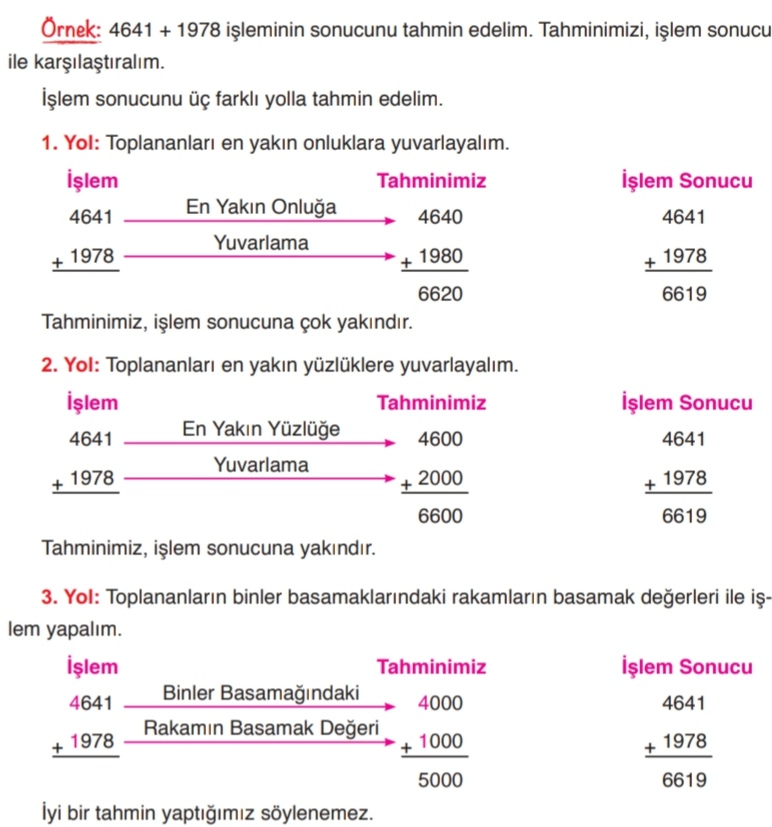 Örnek: 4641 + 1978 işleminin sonucunu tahmin edelim. Tahminimizi, işlem sonucu
ile karşılaştıralım.
İşlem sonucunu üç farklı yolla tahmin edelim.
1. Yol: Toplananları en yakın onluklara yuvarlayalım.
İşlem Tahminimiz İşlem Sonucu
4641 En Yakın Onluğa 4640 4641
+ 1978 Yuvarlama + 1980 + 1978
6620 6619
Tahminimiz, işlem sonucuna çok yakındır.
2. Yol: Toplananları en yakın yüzlüklere yuvarlayalım.
İşlem Tahminimiz İşlem Sonucu
4641 En Yakın Yüzlüğe 4600 4641
+ 1978 Yuvarlama + 2000 + 1978
6600 6619
Tahminimiz, işlem sonucuna yakındır.
3. Yol: Toplananların binler basamaklarındaki rakamların basamak değerleri ile iş-
lem yapalım.
İşlem Tahminimiz İşlem Sonucu
4641 Binler Basamağındaki 4000 4641
+ 1978 Rakamın Basamak Değeri + 1000 + 1978
5000 6619
İyi bir tahmin yaptığımız söylenemez.